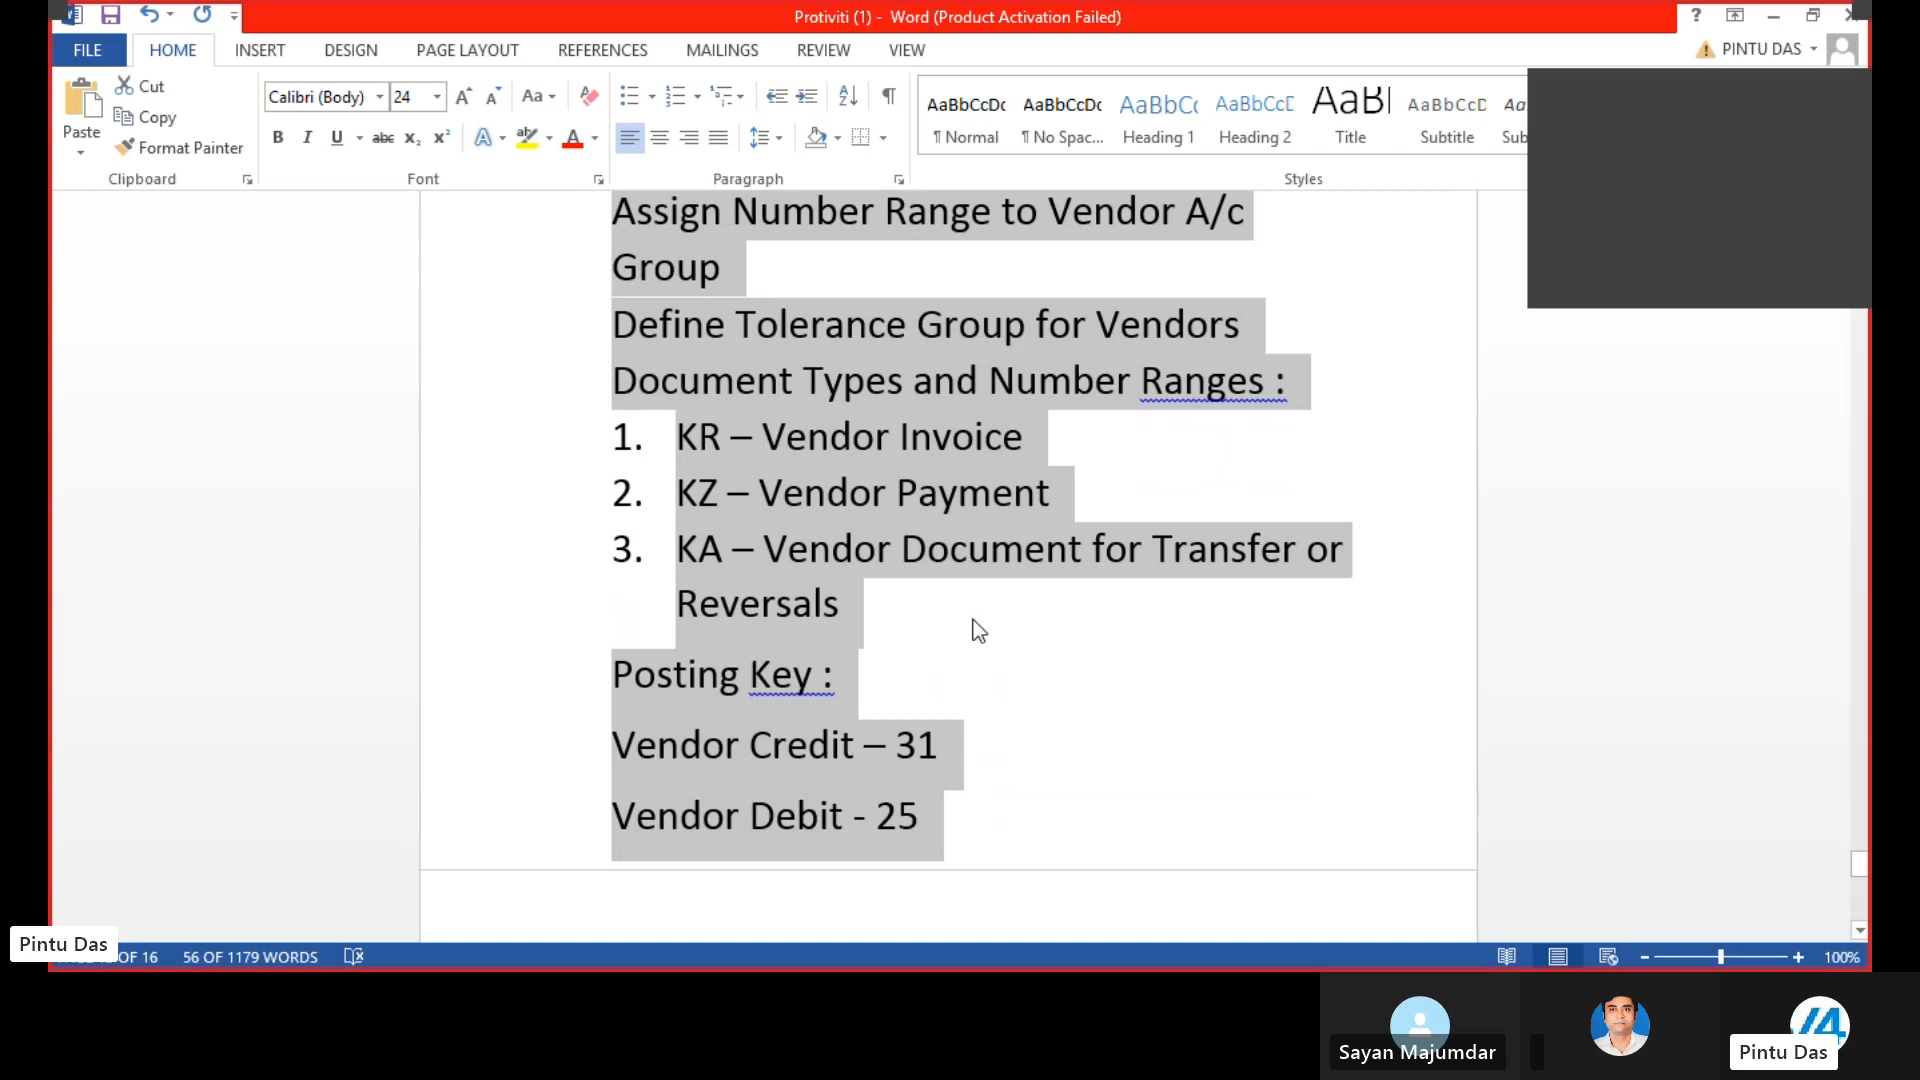 Protiviti (1) - Word (Product Activation Failed)
?
FILE HOME INSERT DESIGN PAGE LAYOUT REFERENCES MAILINGS REVIEW VIEW PINTU DAS
Paste
Cut
Copy
Format Painter
Clipboard
Calibri (Body) 24
Font
Paragraph
AaBbCcDc AaBbCcDc AaBbCc AaBbCcE AaBl AaBbCcD Aa
¶ Normal ¶ No Spac... Heading 1 Heading 2 Title Subtitle Sub
Styles
Assign Number Range to Vendor A/c
Group
Define Tolerance Group for Vendors
Document Types and Number Ranges :
1. KR – Vendor Invoice
2. KZ – Vendor Payment
3. KA – Vendor Document for Transfer or
Reversals
Posting Key :
Vendor Credit – 31
Vendor Debit - 25
Pintu Das
OF 16 56 OF 1179 WORDS 100%
Sayan Majumdar
Pintu Das